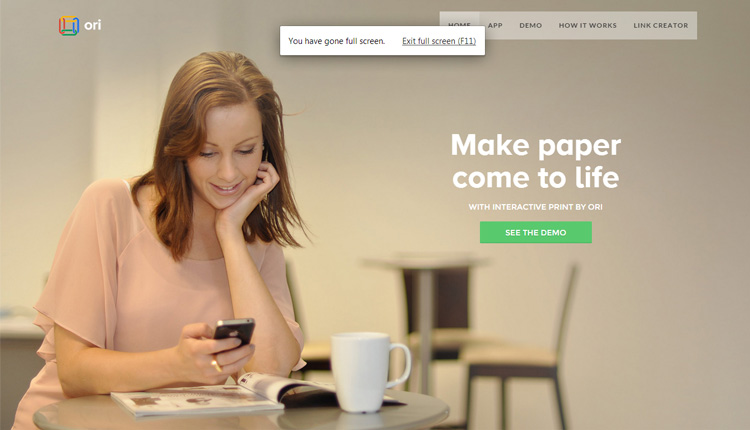 ori
HOME APP DEMO HOW IT WORKS LINK CREATOR
You have gone full screen. Exit full screen (F11)
Make paper
come to life
WITH INTERACTIVE PRINT BY ORI
SEE THE DEMO